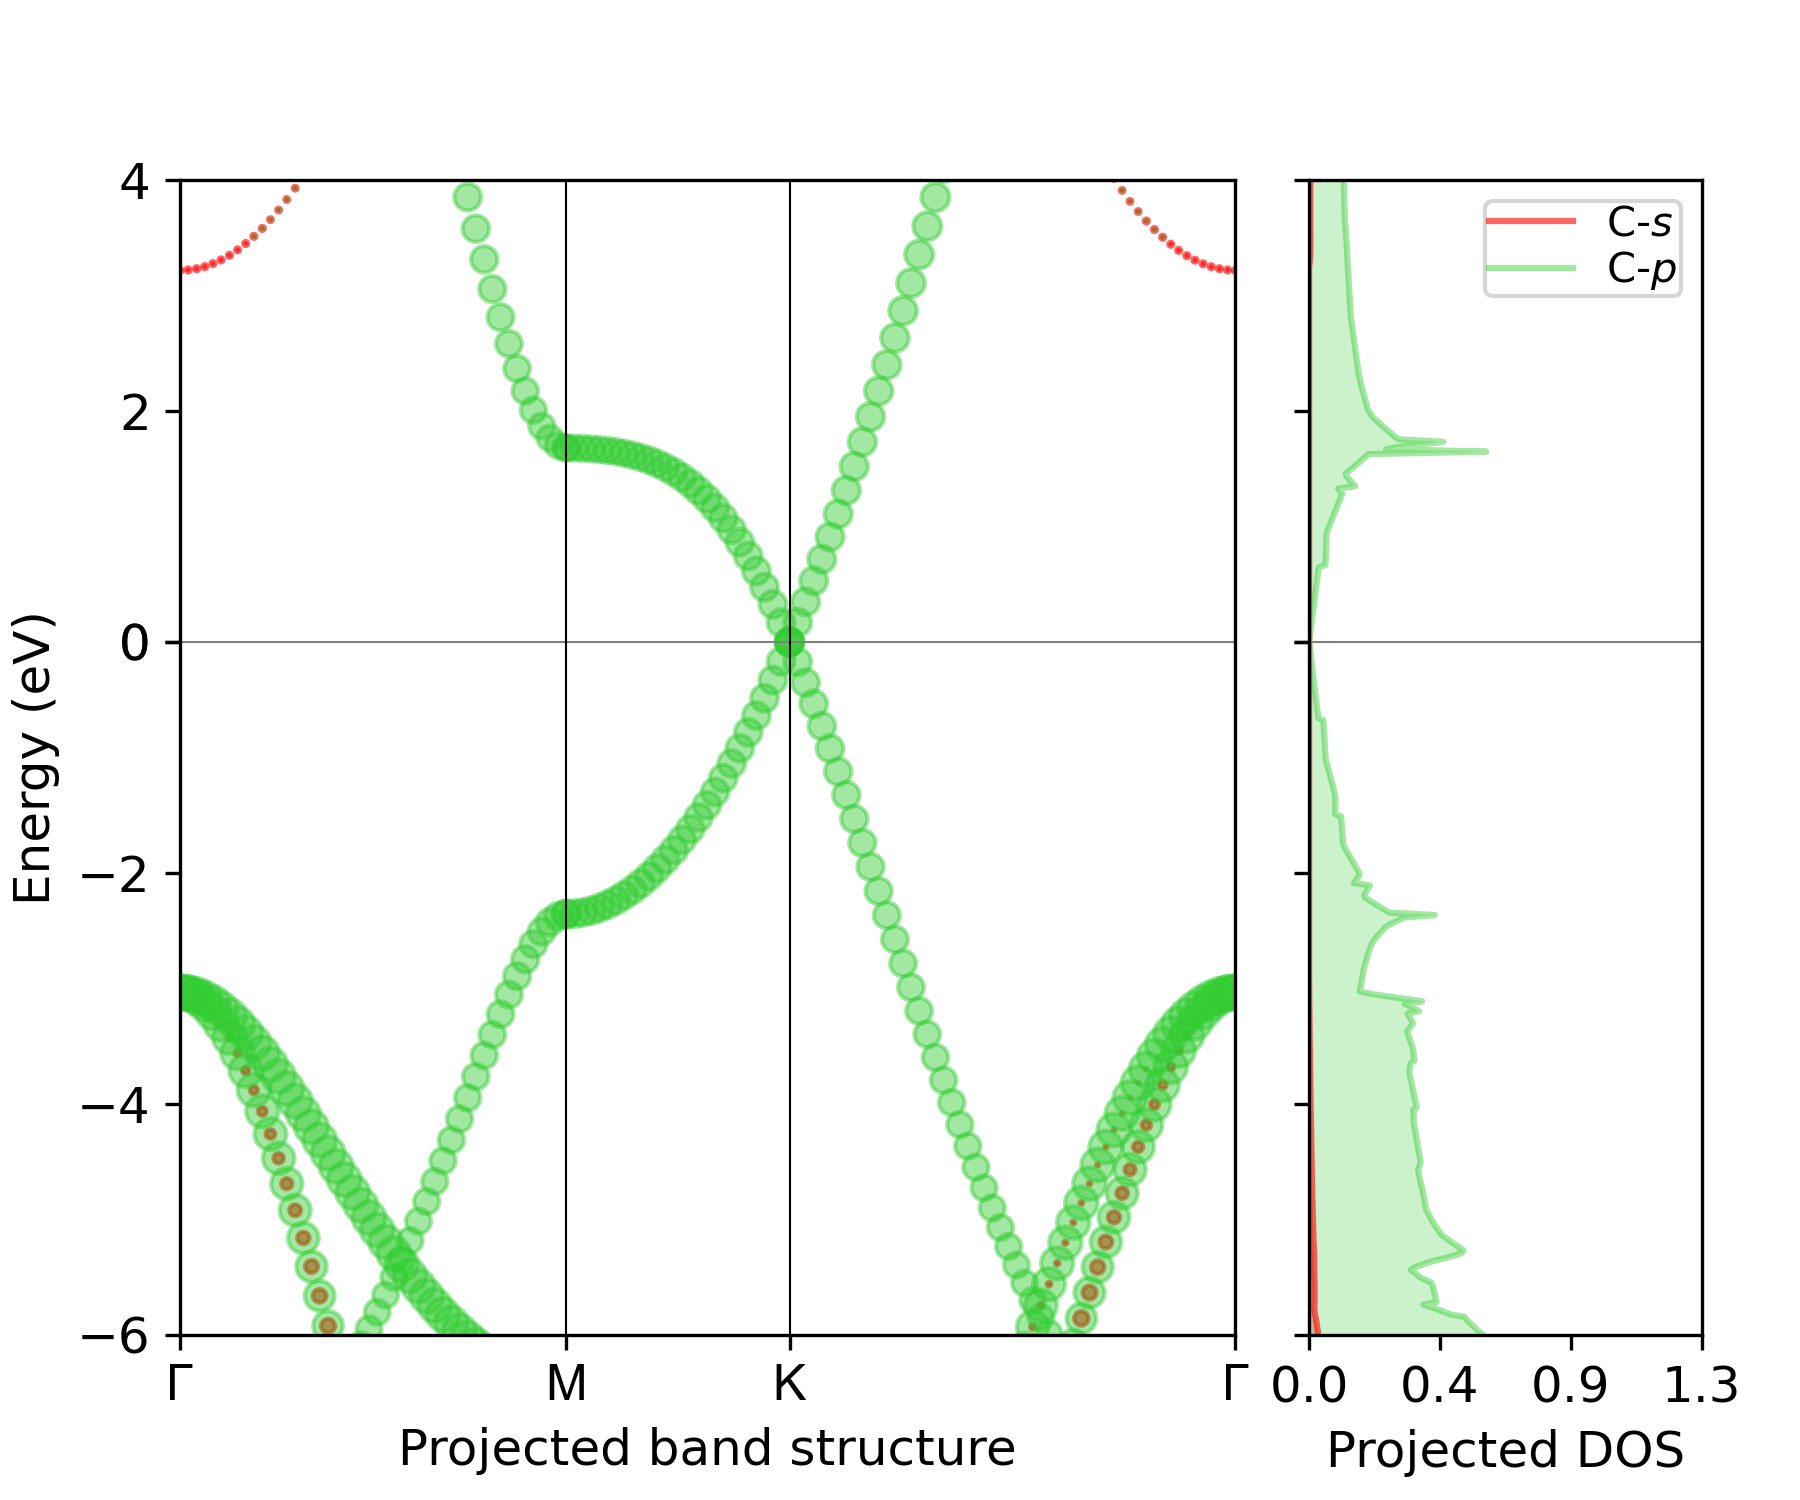 4
2
0
−2
−4
−6
Energy (eV)
Γ M K Γ
Projected band structure
C-s
C-p
0.0 0.4 0.9 1.3
Projected DOS